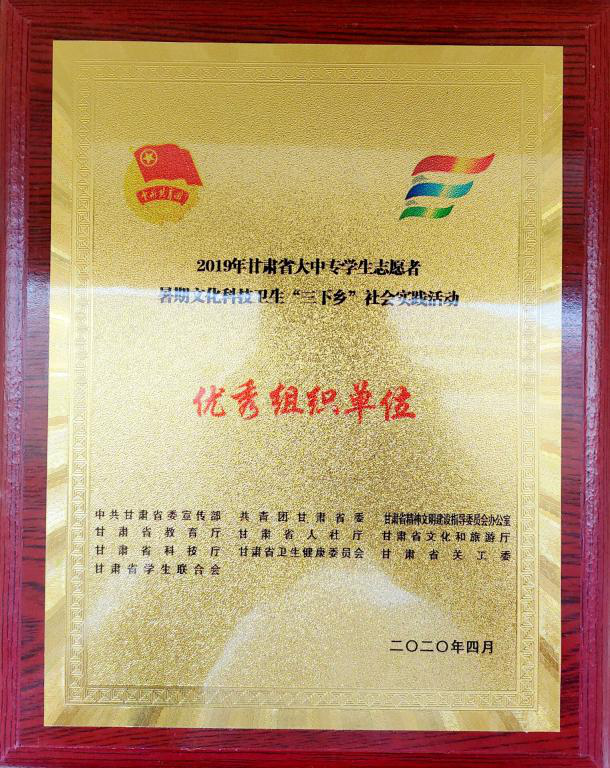 中国共青团
2019年甘肃省大中专学生志愿者
暑期文化科技卫生“三下乡”社会实践活动
优秀组织单位
中共甘肃省委宣传部 共青团甘肃省委 甘肃省精神文明建设指导委员会办公室
甘肃省教育厅 甘肃省人社厅 甘肃省文化和旅游厅
甘肃省科技厅 甘肃省卫生健康委员会 甘肃省关工委
甘肃省学生联合会
二〇二〇年四月